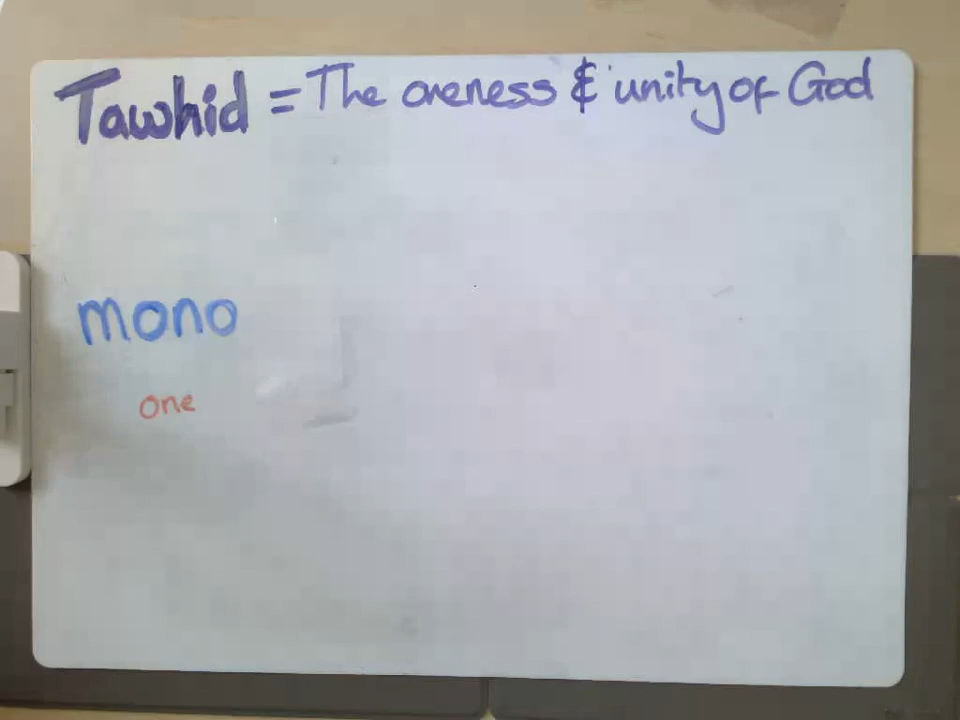 Tawhid = The oneness & unity of God
mono
one